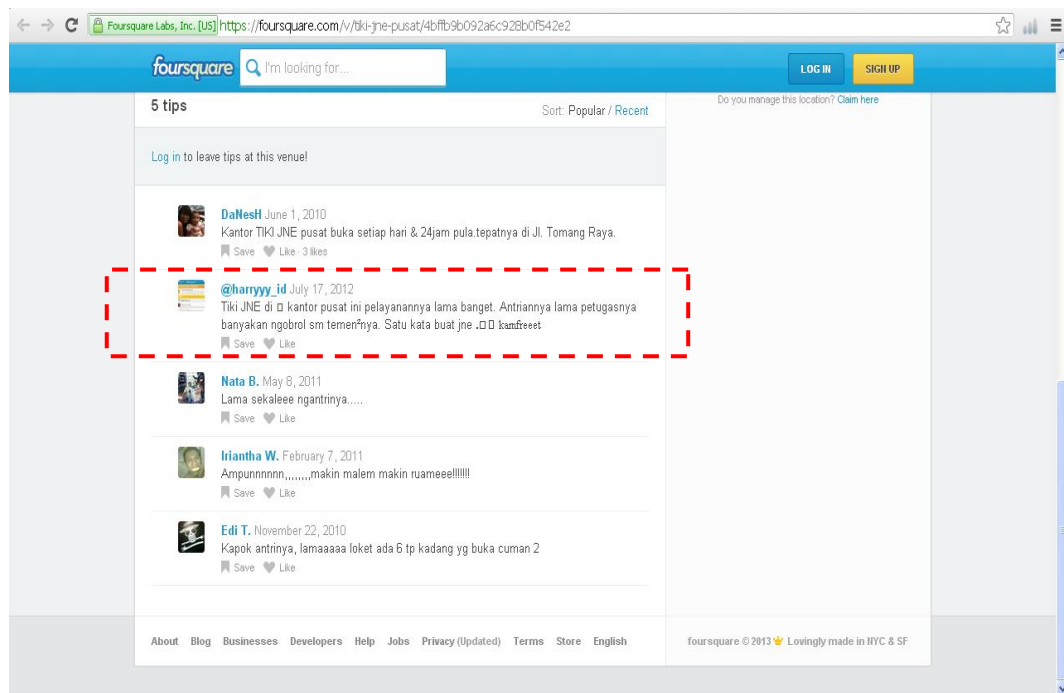 Foursquare Labs, Inc. [US] https://foursquare.com/v/tiki-jne-pusat/4bffb9b092a6c928b0f542e2
foursquare I'm looking for... LOG IN SIGN UP
5 tips Sort: Popular / Recent Do you manage this location? Claim here
Log in to leave tips at this venue!
DaNesH June 1, 2010
Kantor TIKI JNE pusat buka setiap hari & 24jam pula.tepatnya di Jl. Tomang Raya.
Save Like · 3 likes
@harryyy_id July 17, 2012
Tiki JNE di □ kantor pusat ini pelayanannya lama banget. Antriannya lama petugasnya
banyakan ngobrol sm temen²nya. Satu kata buat jne .□□ kamfreeet
Save Like
Nata B. May 8, 2011
Lama sekaleee ngantrinya.....
Save Like
Iriantha W. February 7, 2011
Ampunnnnnn,,,,,,,,makin malem makin ruameee!!!!!!!
Save Like
Edi T. November 22, 2010
Kapok antrinya, lamaaaaa loket ada 6 tp kadang yg buka cuman 2
Save Like
About Blog Businesses Developers Help Jobs Privacy (Updated) Terms Store English foursquare © 2013 Lovingly made in NYC & SF